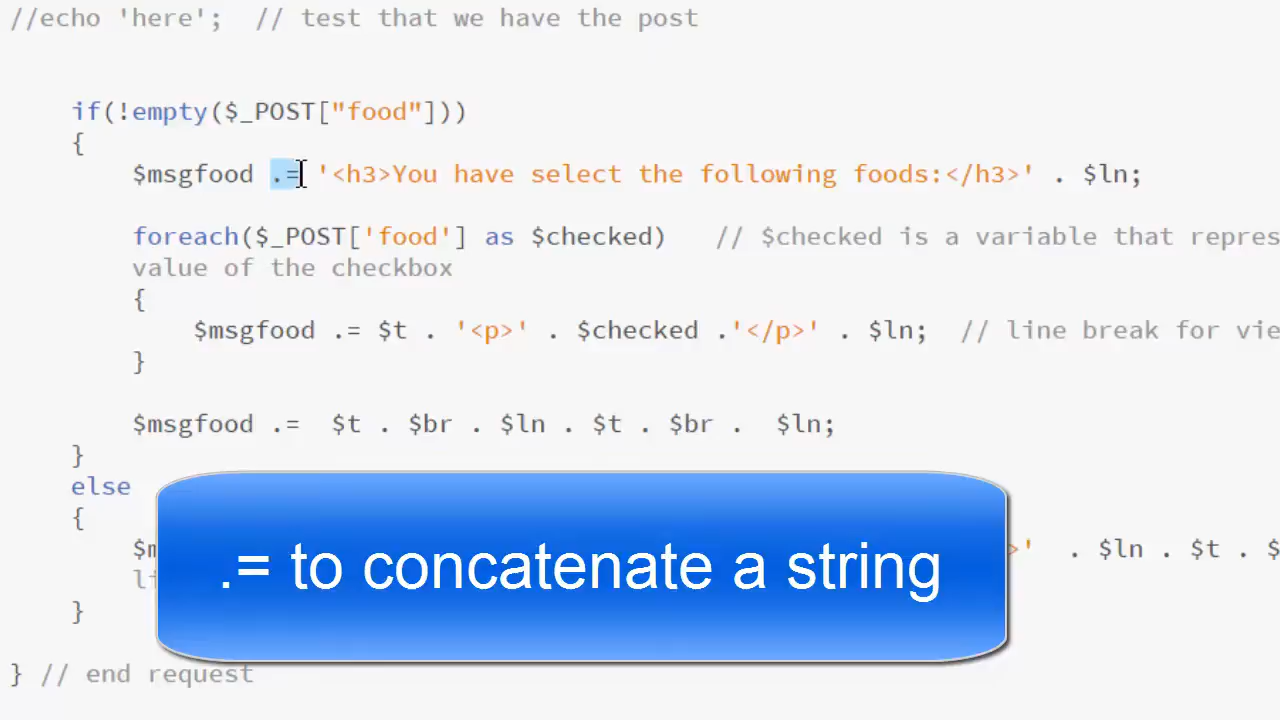 //echo 'here';  // test that we have the post
if(!empty($_POST["food"]))
{
$msgfood .= '<h3>You have select the following foods:</h3>' . $ln;
foreach($_POST['food'] as $checked)   // $checked is a variable that repres
value of the checkbox
{
$msgfood .= $t . '<p>' . $checked .'</p>' . $ln;  // line break for vie
}
$msgfood .=  $t . $br . $ln . $t . $br .  $ln;
}
else
{
>'  . $ln . $t . $
}
.= to concatenate a string
} // end request